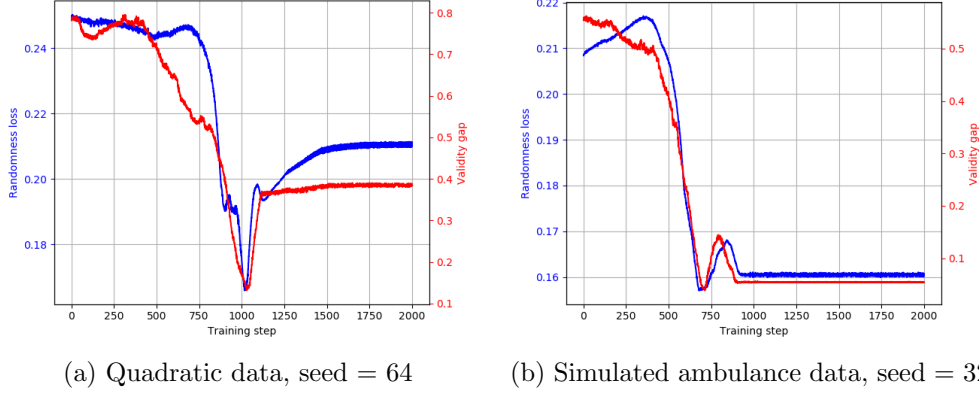 0.24
0.22
0.20
0.18
Randomness loss
0.8
0.7
0.6
0.5
0.4
0.3
0.2
0.1
Validity gap
0 250 500 750 1000 1250 1500 1750 2000
Training step
(a) Quadratic data, seed = 64
0.22
0.21
0.20
0.19
0.18
0.17
0.16
Randomness loss
0.5
0.4
0.3
0.2
0.1
Validity gap
0 250 500 750 1000 1250 1500 1750 2000
Training step
(b) Simulated ambulance data, seed = 32